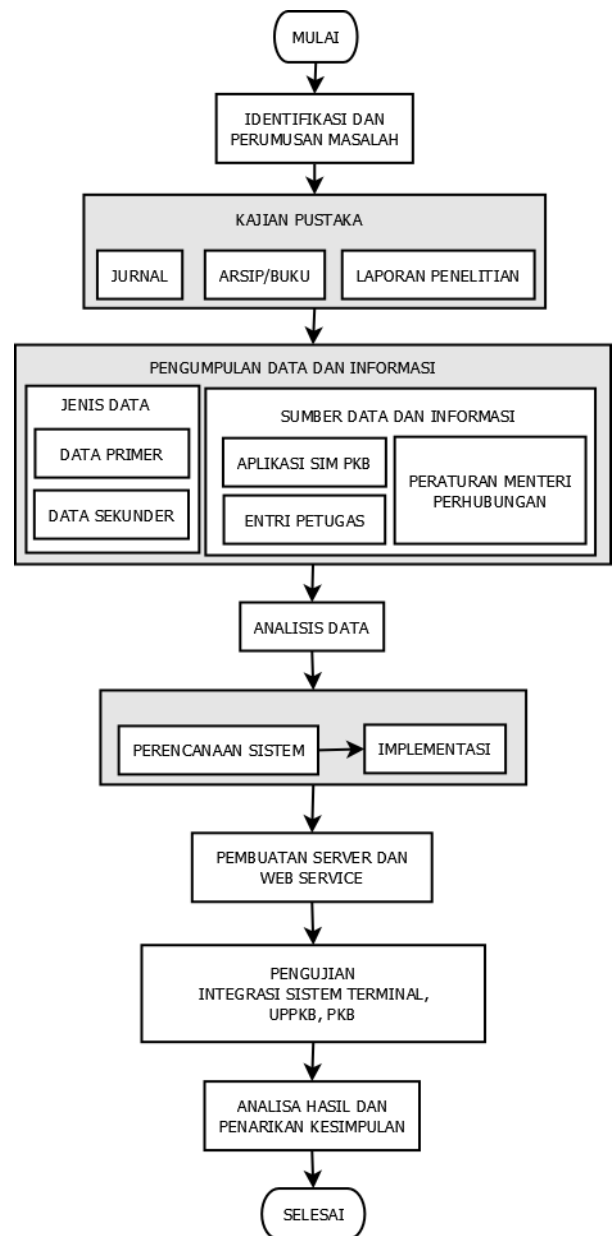 MULAI
IDENTIFIKASI DAN
PERUMUSAN MASALAH
KAJIAN PUSTAKA
JURNAL
ARSIP/BUKU
LAPORAN PENELITIAN
PENGUMPULAN DATA DAN INFORMASI
JENIS DATA
DATA PRIMER
DATA SEKUNDER
SUMBER DATA DAN INFORMASI
APLIKASI SIM PKB
ENTRI PETUGAS
PERATURAN MENTERI
PERHUBUNGAN
ANALISIS DATA
PERENCANAAN SISTEM
IMPLEMENTASI
PEMBUATAN SERVER DAN
WEB SERVICE
PENGUJIAN
INTEGRASI SISTEM TERMINAL,
UPPKB, PKB
ANALISA HASIL DAN
PENARIKAN KESIMPULAN
SELESAI